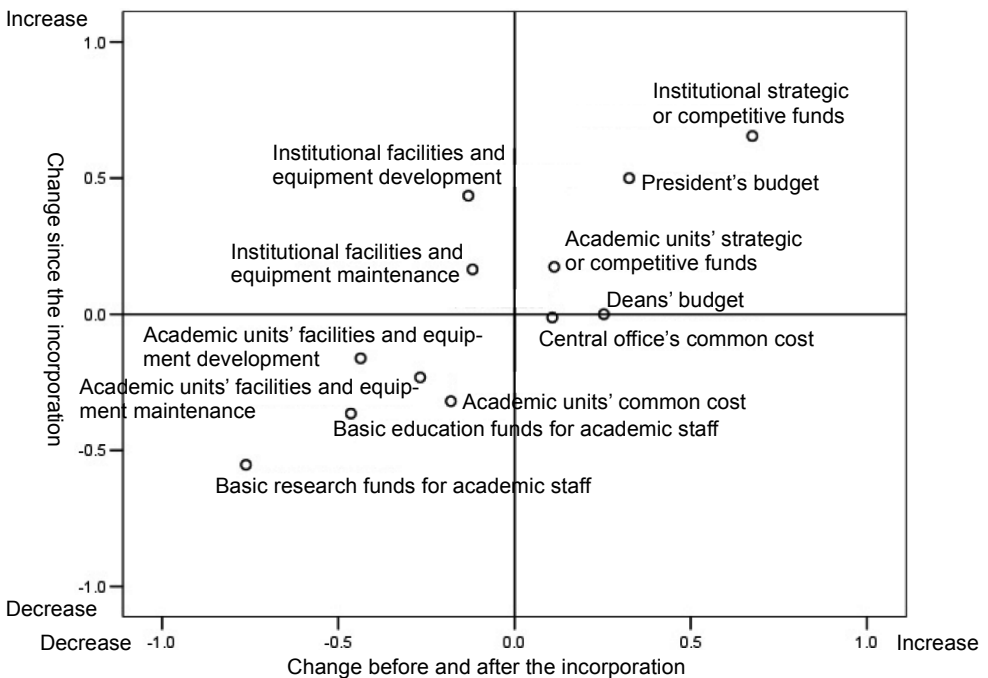 Increase
1.0
Institutional strategic
or competitive funds
Institutional facilities and
equipment development
0.5
President's budget
Academic units' strategic
or competitive funds
Institutional facilities and
equipment maintenance
Deans' budget
0.0
Central office's common cost
Academic units' facilities and equip-
ment development
Academic units' facilities and equip-
ment maintenance
Academic units' common cost
Basic education funds for academic staff
-0.5
Basic research funds for academic staff
-1.0
Change since the incorporation
Decrease
Decrease -1.0 -0.5 0.0 0.5 1.0 Increase
Change before and after the incorporation